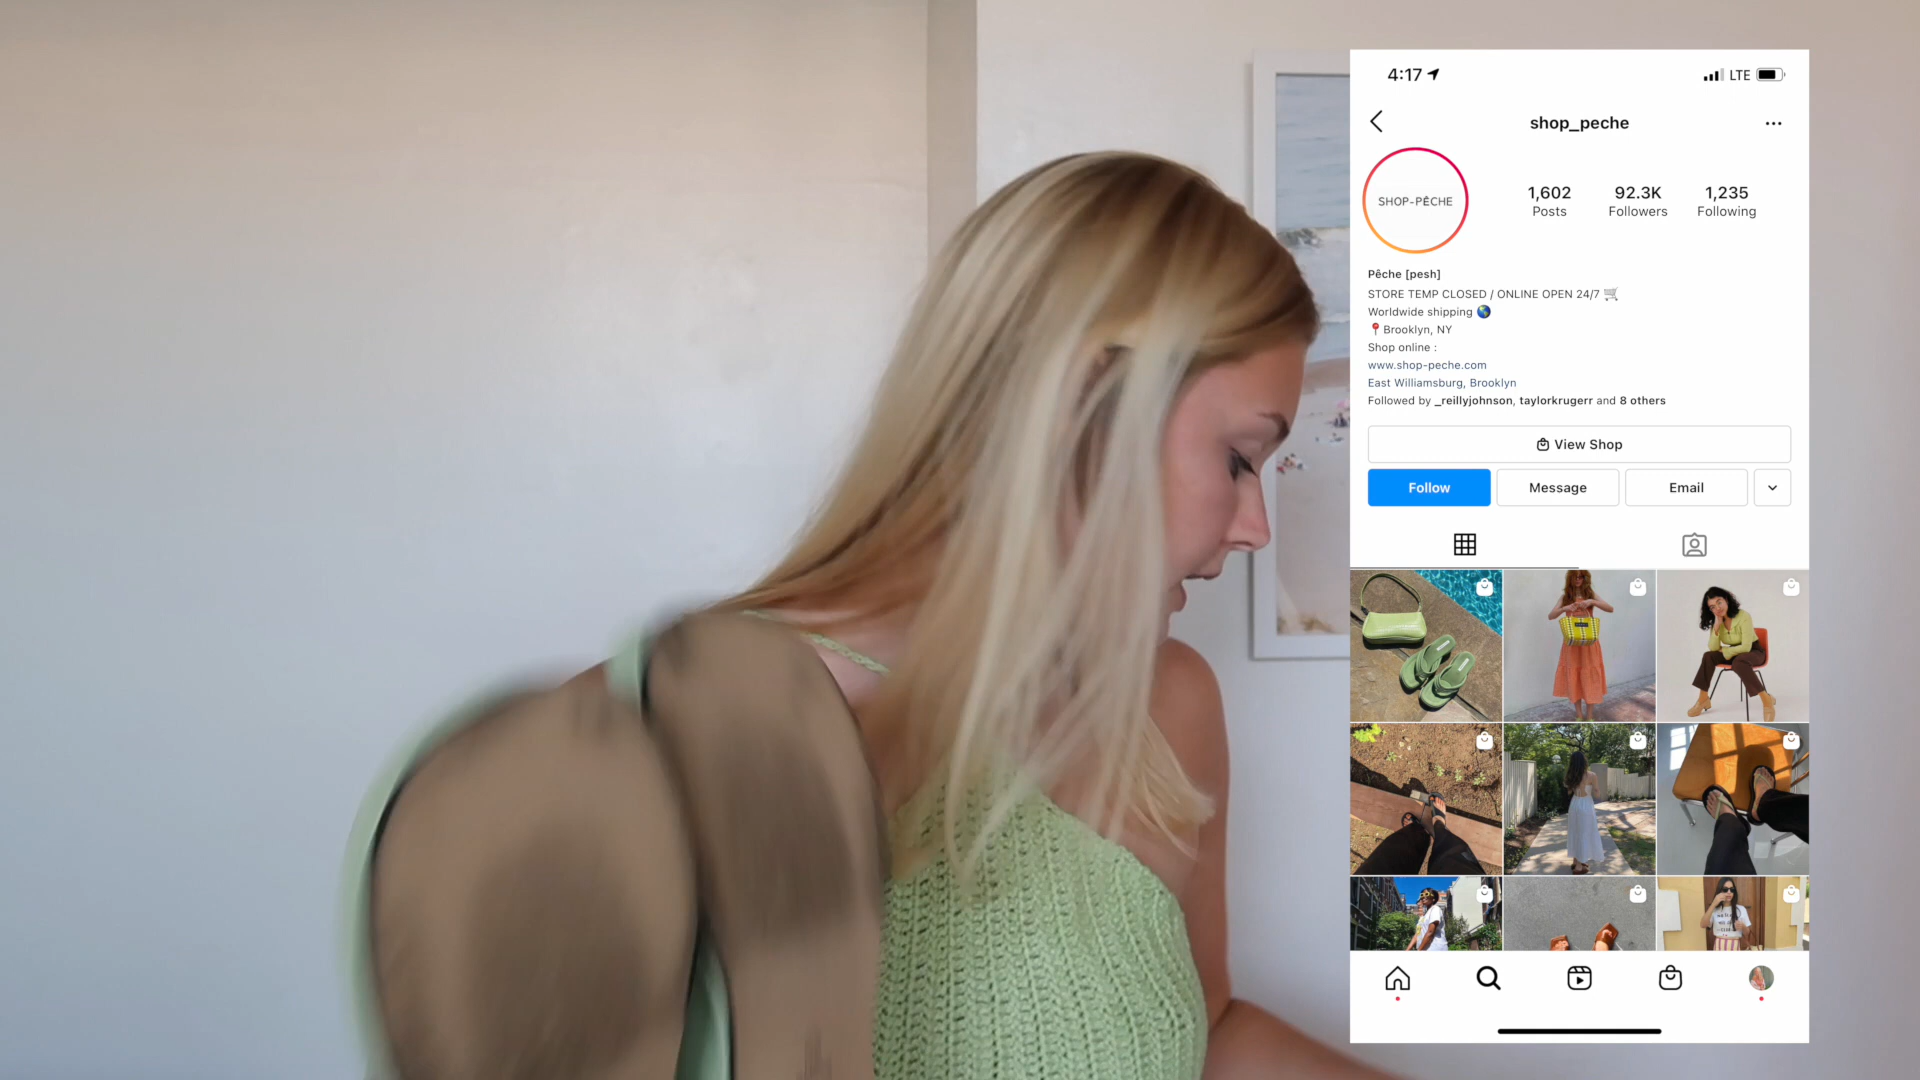 4:17
LTE
shop_peche
SHOP-PÊCHE
1,602
Posts
92.3K
Followers
1,235
Following
Pêche [pesh]
STORE TEMP CLOSED / ONLINE OPEN 24/7 🛒
Worldwide shipping 🌎
📍Brooklyn, NY
Shop online :
www.shop-peche.com
East Williamsburg, Brooklyn
Followed by _reillyjohnson, taylorkrugerr and 8 others
View Shop
Follow
Message
Email